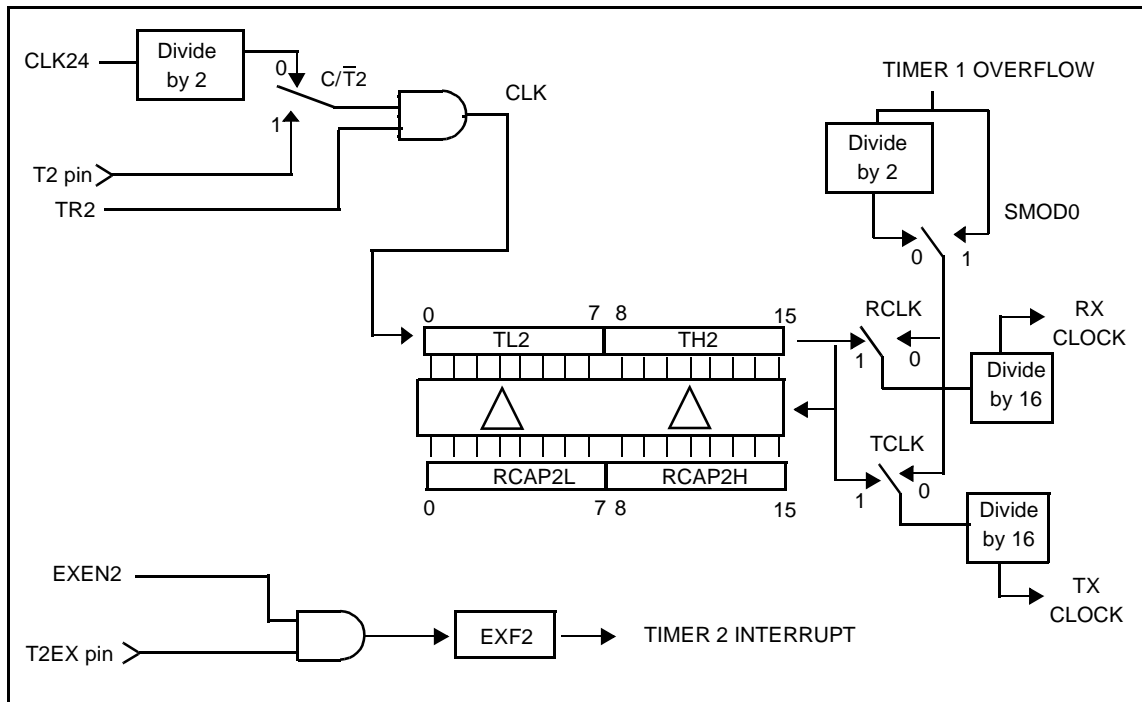 CLK24
Divide
by 2
0
C/T̅2
1
CLK
T2 pin
TR2
TIMER 1 OVERFLOW
Divide
by 2
SMOD0
0
1
0
7
8
15
TL2
TH2
RCLK
1
0
RX
CLOCK
Divide
by 16
RCAP2L
RCAP2H
0
7
8
15
TCLK
1
0
Divide
by 16
TX
CLOCK
EXEN2
T2EX pin
EXF2
TIMER 2 INTERRUPT